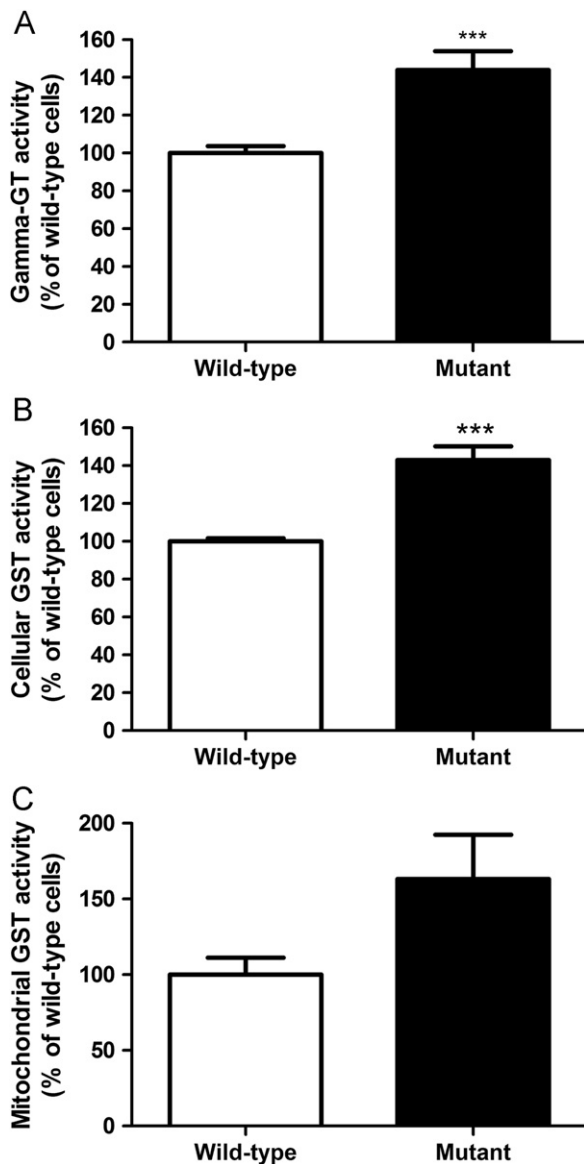 A
Gamma-GT activity
(% of wild-type cells)
160
140
120
100
80
60
40
20
0
***
Wild-type Mutant
B
Cellular GST activity
(% of wild-type cells)
160
140
120
100
80
60
40
20
0
***
Wild-type Mutant
C
Mitochondrial GST activity
(% of wild-type cells)
200
150
100
50
0
Wild-type Mutant